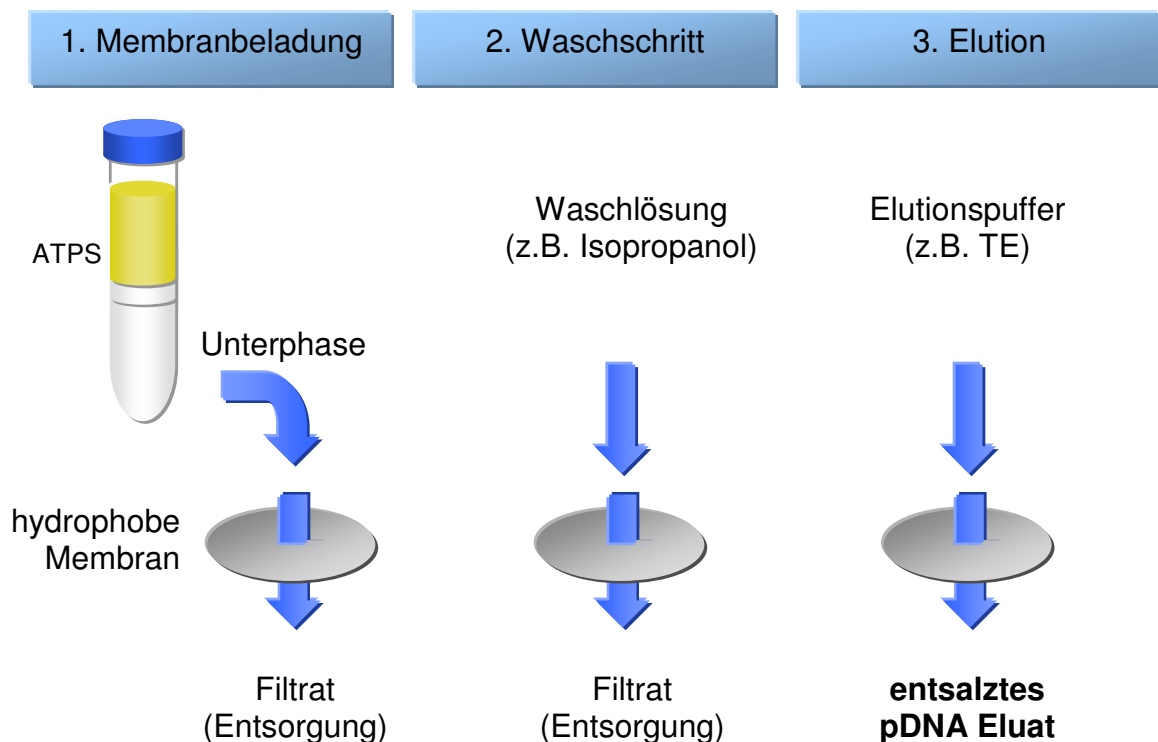 1. Membranbeladung
2. Waschschritt
3. Elution
ATPS
Unterphase
Waschlösung
(z.B. Isopropanol)
Elutionspuffer
(z.B. TE)
hydrophobe
Membran
Filtrat
(Entsorgung)
Filtrat
(Entsorgung)
entsalztes
pDNA Eluat